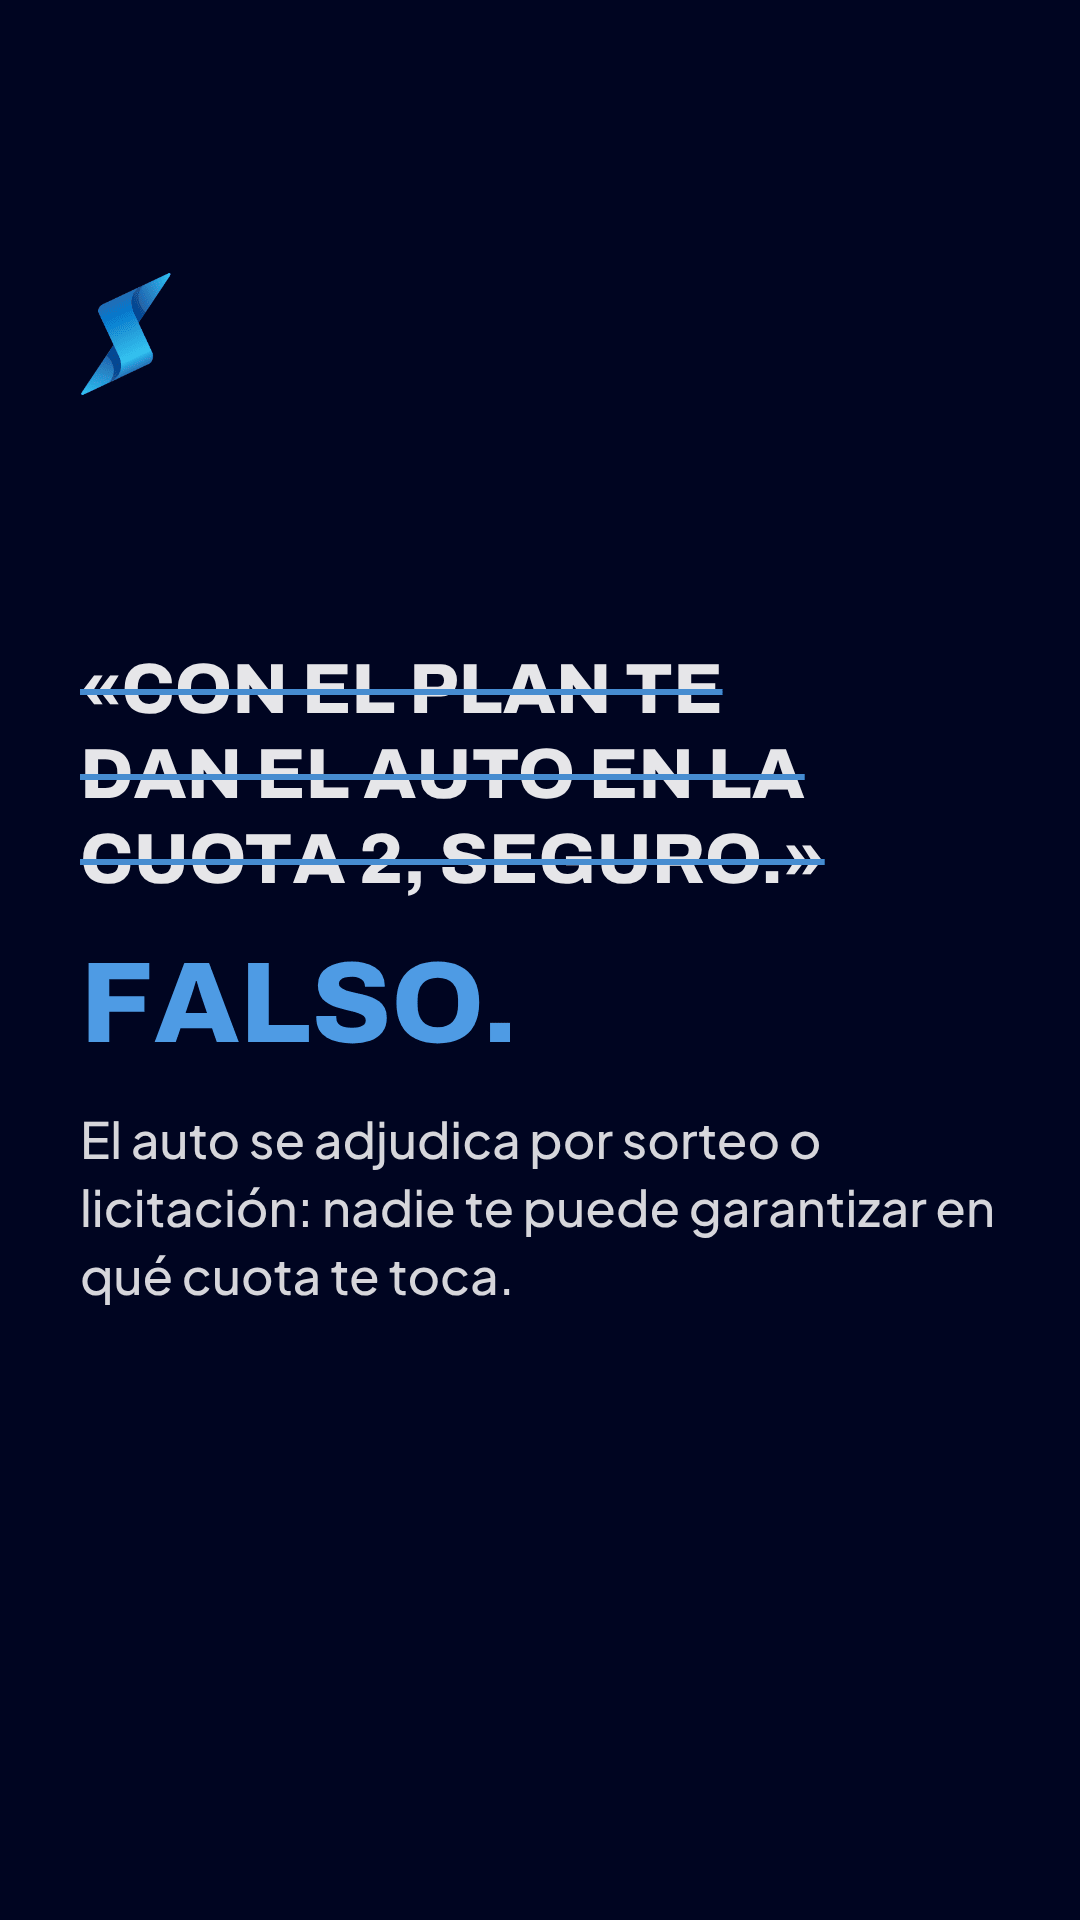 «CON EL PLAN TE
DAN EL AUTO EN LA
CUOTA 2, SEGURO.»
FALSO.
El auto se adjudica por sorteo o
licitación: nadie te puede garantizar en
qué cuota te toca.